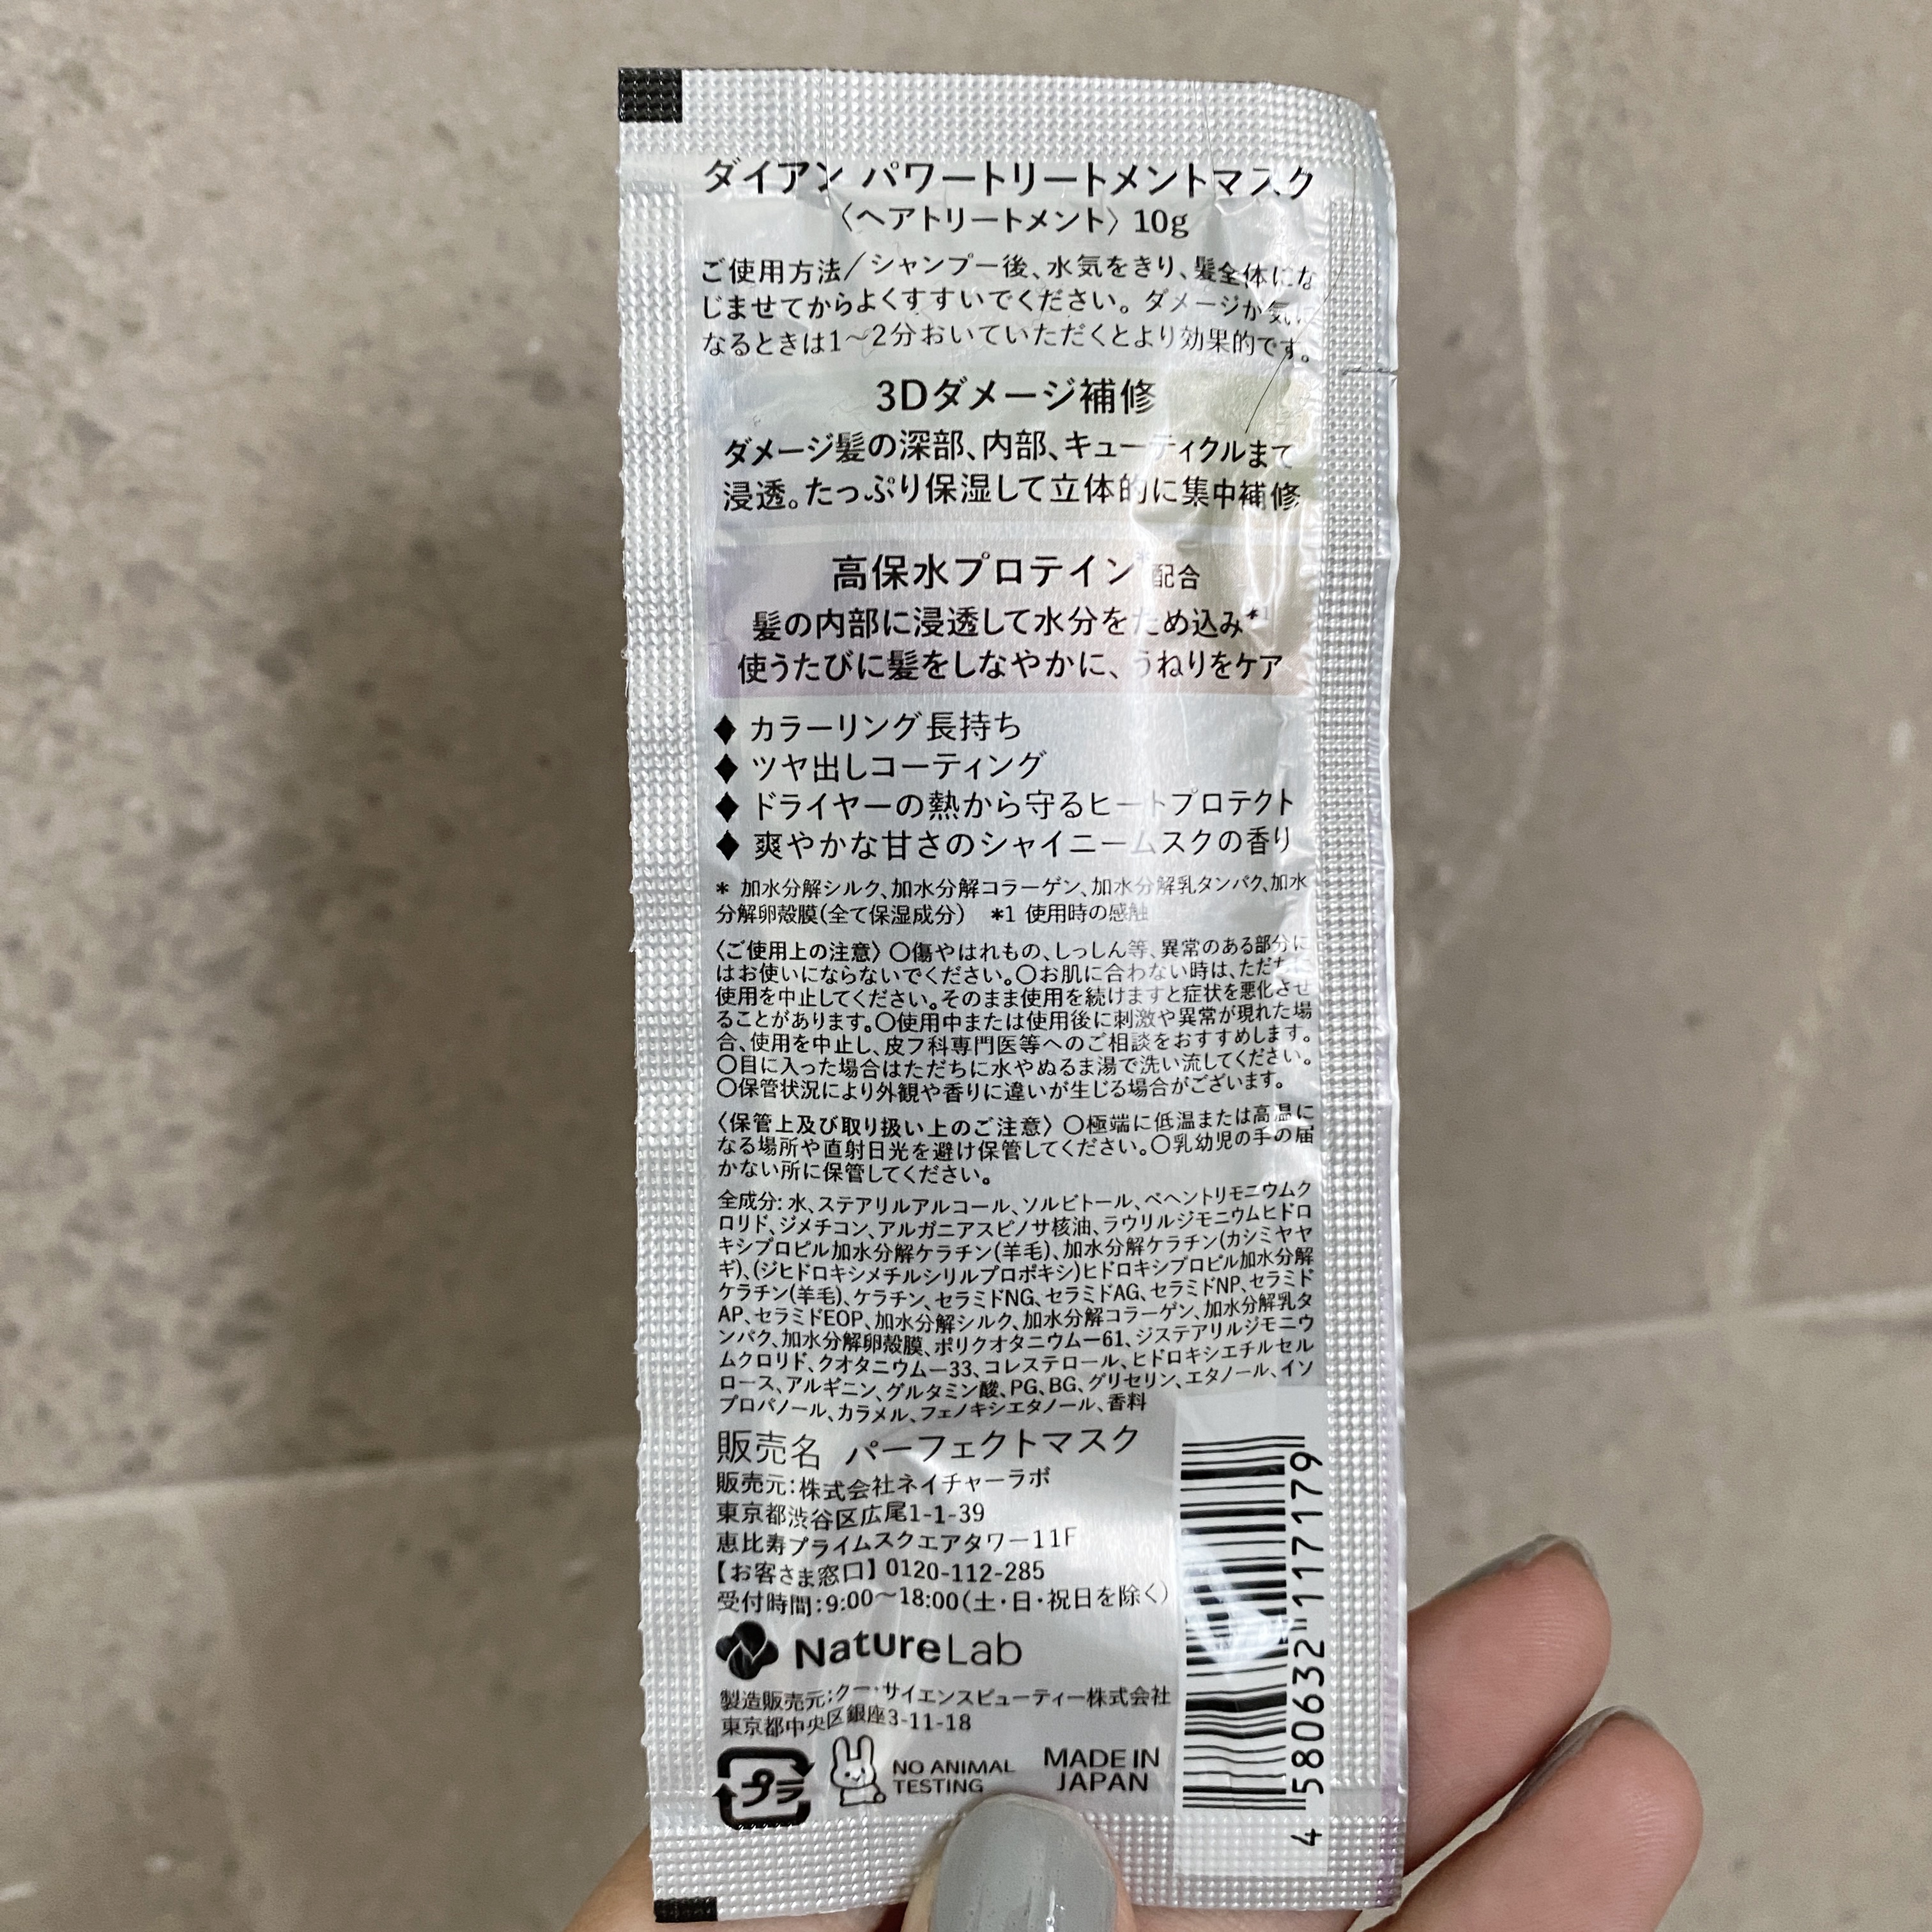 ダイアン パワートリートメントマスク
〈ヘアトリートメント〉10g
ご使用方法/シャンプー後、水気をきり、髪全体にな
じませてからよくすすいでください。ダメージが気に
なるときは1〜2分おいていただくとより効果的です。
3Dダメージ補修
ダメージ髪の深部、内部、キューティクルまで
浸透。たっぷり保湿して立体的に集中補修
高保水プロテイン*配合
髪の内部に浸透して水分をため込み*1
使うたびに髪をしなやかに、うねりをケア
◆ カラーリング長持ち
◆ ツヤ出しコーティング
◆ ドライヤーの熱から守るヒートプロテクト
◆ 爽やかな甘さのシャイニームスクの香り
* 加水分解シルク、加水分解コラーゲン、加水分解乳タンパク、加水
分解卵殻膜(全て保湿成分) *1 使用時の感触
〈ご使用上の注意〉○傷やはれもの、しっしん等、異常のある部分に
はお使いにならないでください。○お肌に合わない時は、ただちに
使用を中止してください。そのまま使用を続けますと症状を悪化させ
ることがあります。○使用中または使用後に刺激や異常が現れた場
合、使用を中止し、皮フ科専門医等へのご相談をおすすめします。
○目に入った場合はただちに水やぬるま湯で洗い流してください。
○保管状況により外観や香りに違いが生じる場合がございます。
〈保管上及び取り扱い上のご注意〉○極端に低温または高温に
なる場所や直射日光を避け保管してください。○乳幼児の手の届
かない所に保管してください。
全成分: 水、ステアリルアルコール、ソルビトール、ベヘントリモニウムク
ロリド、ジメチコン、アルガニアスピノサ核油、ラウリルジモニウムヒドロ
キシプロピル加水分解ケラチン(羊毛)、加水分解ケラチン(カシミヤヤ
ギ)、(ジヒドロキシメチルシリルプロポキシ)ヒドロキシプロピル加水分解
ケラチン(羊毛)、ケラチン、セラミドNG、セラミドAG、セラミドNP、セラミド
AP、セラミドEOP、加水分解シルク、加水分解コラーゲン、加水分解乳タ
ンパク、加水分解卵殻膜、ポリクオタニウムー61、ジステアリルジモニウ
ムクロリド、クオタニウムー33、コレステロール、ヒドロキシエチルセル
ロース、アルギニン、グルタミン酸、PG、BG、グリセリン、エタノール、イソ
プロパノール、カラメル、フェノキシエタノール、香料
販売名 パーフェクトマスク
販売元:株式会社ネイチャーラボ
東京都渋谷区広尾1-1-39
恵比寿プライムスクエアタワー11F
【お客さま窓口】0120-112-285
受付時間:9:00〜18:00(土・日・祝日を除く)
NatureLab
製造販売元:クー・サイエンスビューティー株式会社
東京都中央区銀座3-11-18
プラ
NO ANIMAL
TESTING
MADE IN
JAPAN
4 580632 117179